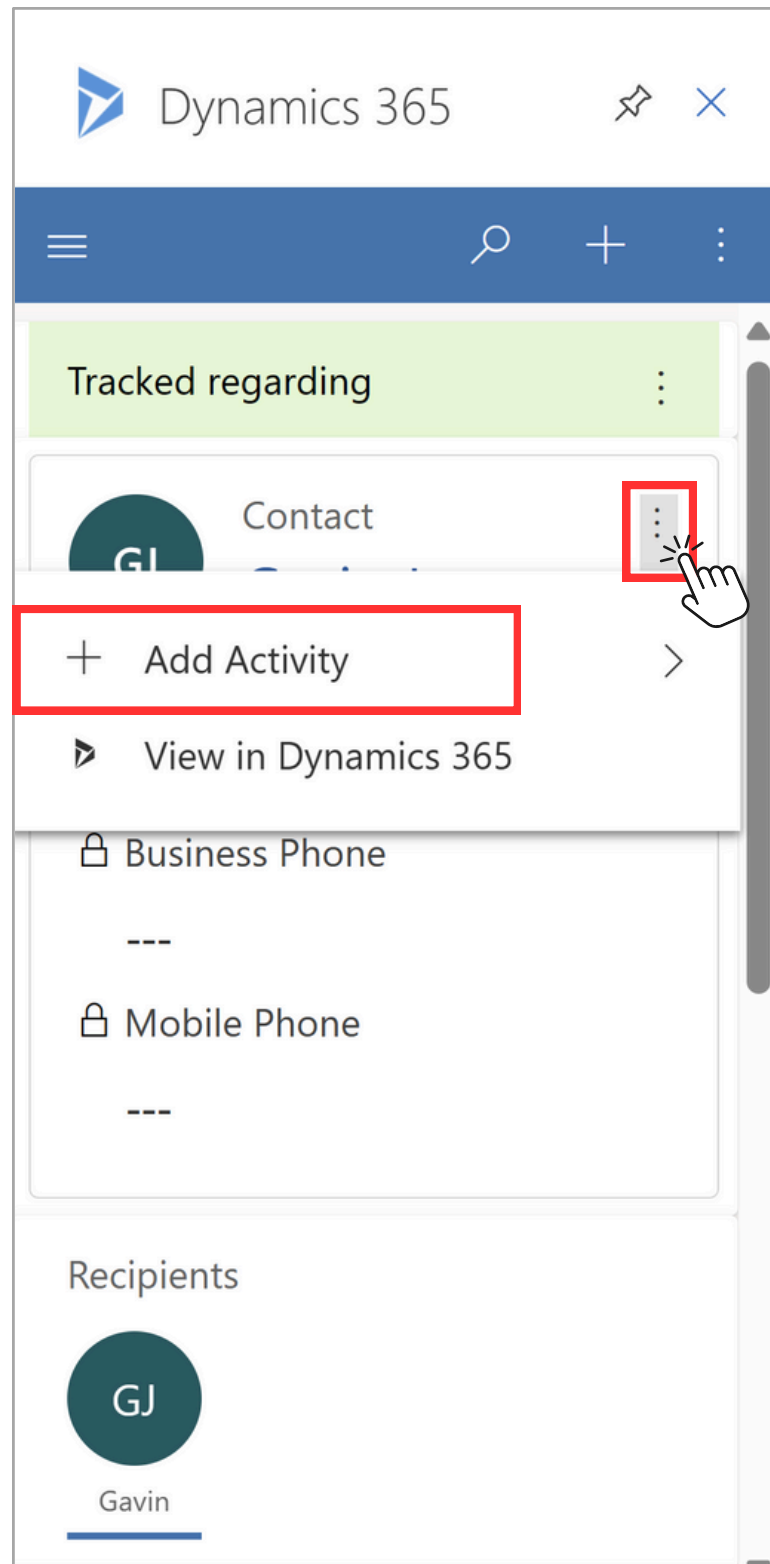 Dynamics 365
Tracked regarding
Contact
GJ
Add Activity
View in Dynamics 365
Business Phone
---
Mobile Phone
---
Recipients
GJ
Gavin